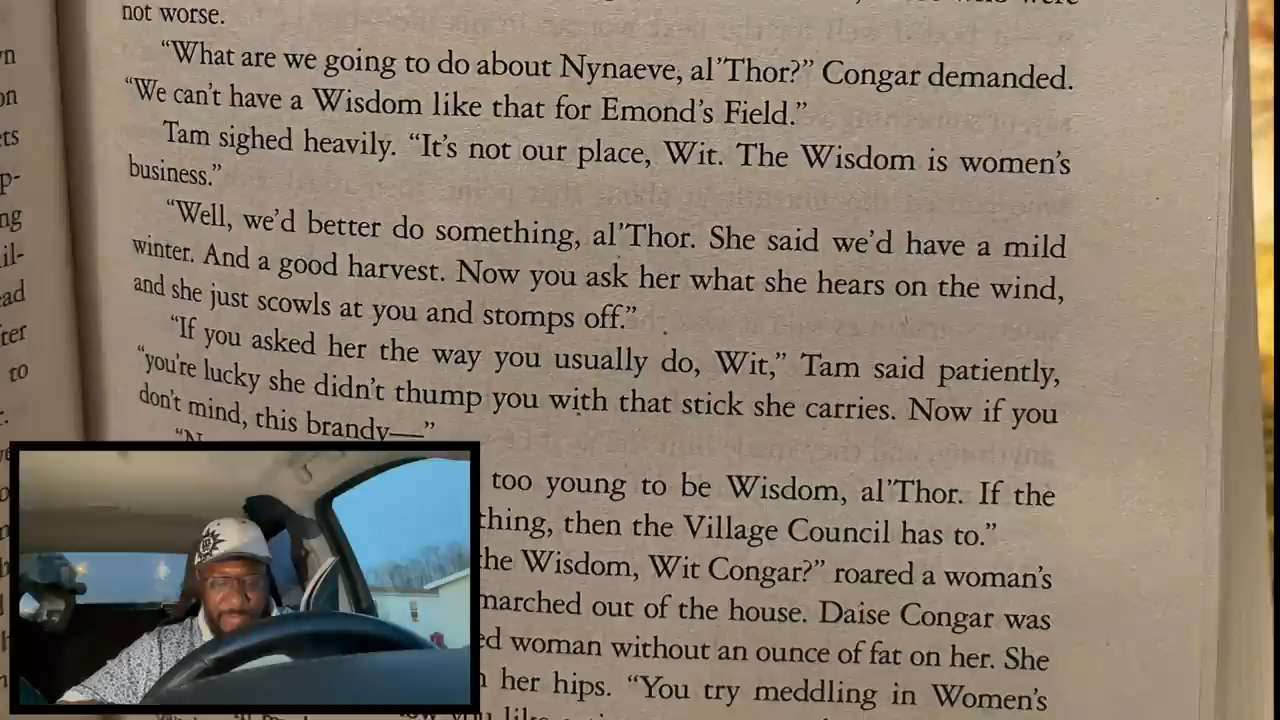 not worse.
“What are we going to do about Nynaeve, al’Thor?” Congar demanded.
“We can’t have a Wisdom like that for Emond’s Field.”
Tam sighed heavily. “It’s not our place, Wit. The Wisdom is women’s
business.”
“Well, we’d better do something, al’Thor. She said we’d have a mild
winter. And a good harvest. Now you ask her what she hears on the wind,
and she just scowls at you and stomps off.”
“If you asked her the way you usually do, Wit,” Tam said patiently,
“you’re lucky she didn’t thump you with that stick she carries. Now if you
don’t mind, this brandy—”
too young to be Wisdom, al’Thor. If the
thing, then the Village Council has to.”
the Wisdom, Wit Congar?” roared a woman’s
marched out of the house. Daise Congar was
ed woman without an ounce of fat on her. She
her hips. “You try meddling in Women’s